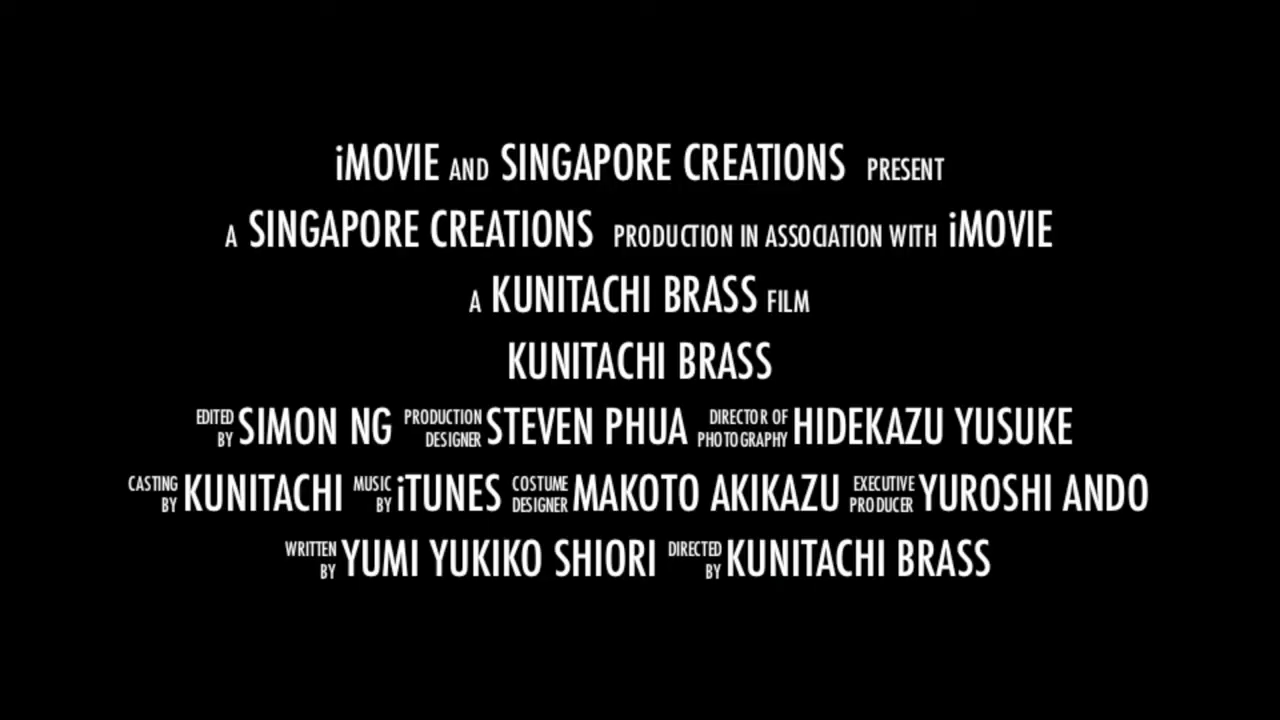 iMOVIE AND SINGAPORE CREATIONS PRESENT
A SINGAPORE CREATIONS PRODUCTION IN ASSOCIATION WITH iMOVIE
A KUNITACHI BRASS FILM
KUNITACHI BRASS
EDITED BY SIMON NG PRODUCTION DESIGNER STEVEN PHUA DIRECTOR OF PHOTOGRAPHY HIDEKAZU YUSUKE
CASTING BY KUNITACHI MUSIC BY iTUNES COSTUME DESIGNER MAKOTO AKIKAZU EXECUTIVE PRODUCER YUROSHI ANDO
WRITTEN BY YUMI YUKIKO SHIORI DIRECTED BY KUNITACHI BRASS